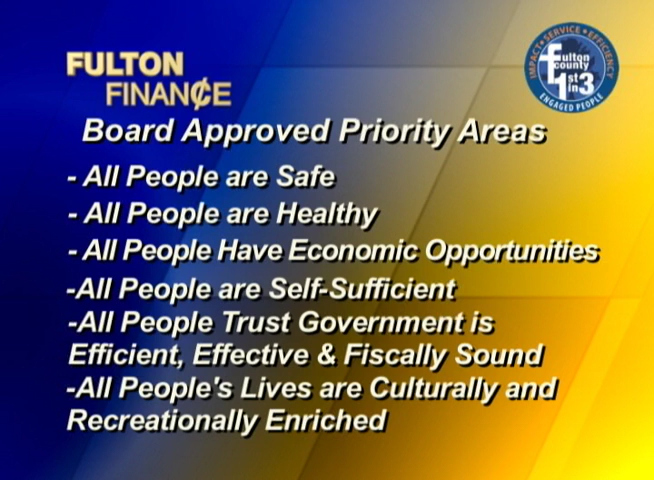 FULTON
FINAN¢E
IMPACT • SERVICE • EFFICIENCY
Fulton
county
1st
in3
ENGAGED PEOPLE
Board Approved Priority Areas
- All People are Safe
- All People are Healthy
- All People Have Economic Opportunities
-All People are Self-Sufficient
-All People Trust Government is
Efficient, Effective & Fiscally Sound
-All People's Lives are Culturally and
Recreationally Enriched